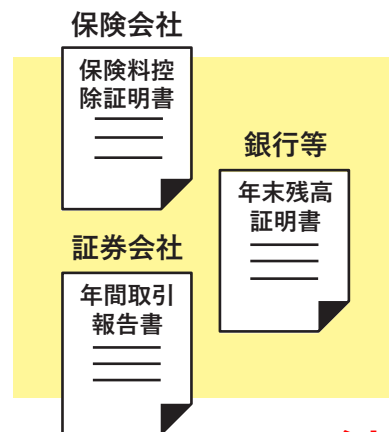 保険会社
保険料控
除証明書
銀行等
年末残高
証明書
証券会社
年間取引
報告書